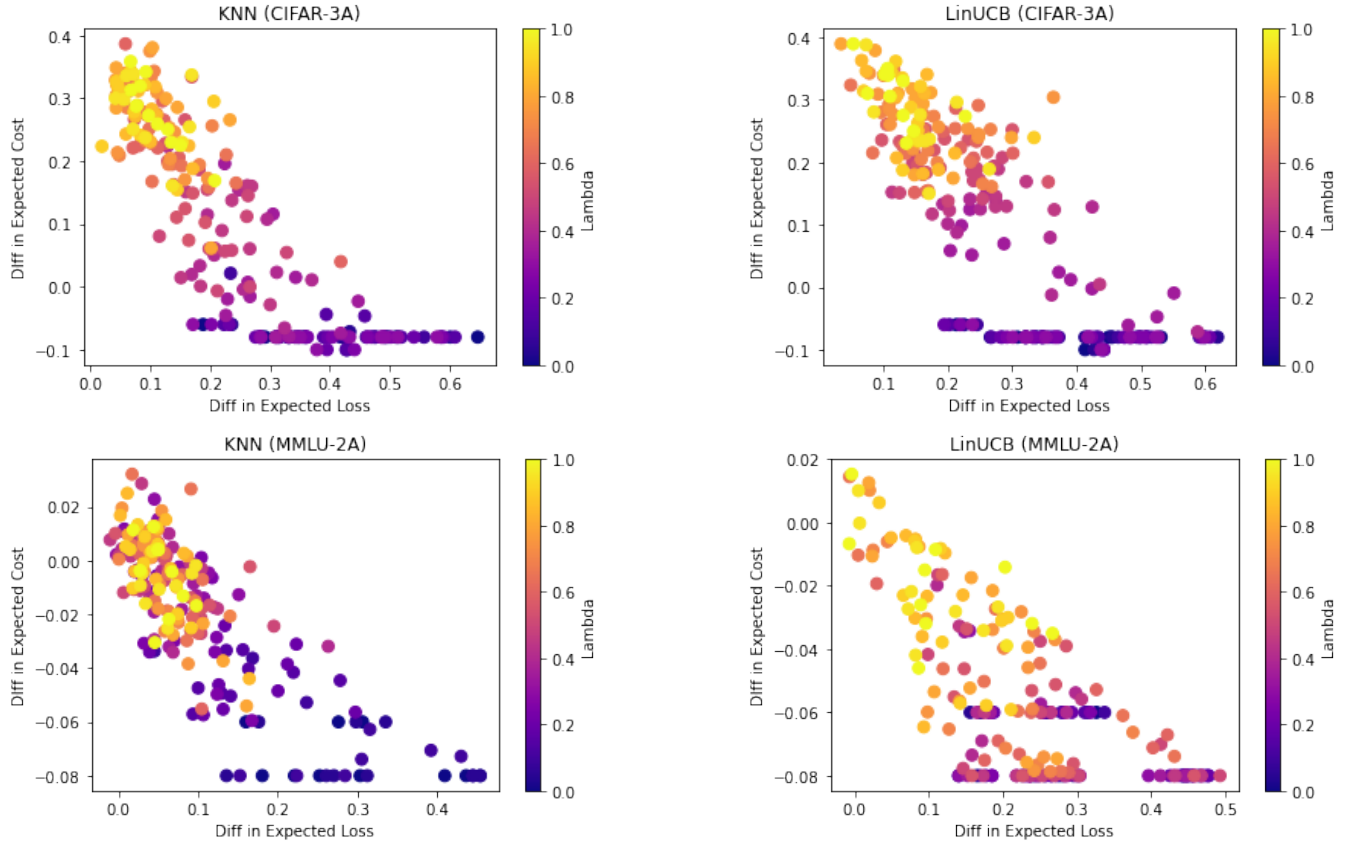 KNN (CIFAR-3A)
0.4
0.3
0.2
0.1
0.0
−0.1
DIff in Expected Cost
0.0 0.1 0.2 0.3 0.4 0.5 0.6
Diff in Expected Loss
1.0
0.8
0.6
0.4
0.2
0.0
Lambda
LinUCB (CIFAR-3A)
0.4
0.3
0.2
0.1
0.0
−0.1
DIff in Expected Cost
0.1 0.2 0.3 0.4 0.5 0.6
Diff in Expected Loss
1.0
0.8
0.6
0.4
0.2
0.0
Lambda
KNN (MMLU-2A)
0.02
0.00
−0.02
−0.04
−0.06
−0.08
DIff in Expected Cost
0.0 0.1 0.2 0.3 0.4
Diff in Expected Loss
1.0
0.8
0.6
0.4
0.2
0.0
Lambda
LinUCB (MMLU-2A)
0.02
0.00
−0.02
−0.04
−0.06
−0.08
DIff in Expected Cost
0.0 0.1 0.2 0.3 0.4 0.5
Diff in Expected Loss
1.0
0.8
0.6
0.4
0.2
0.0
Lambda